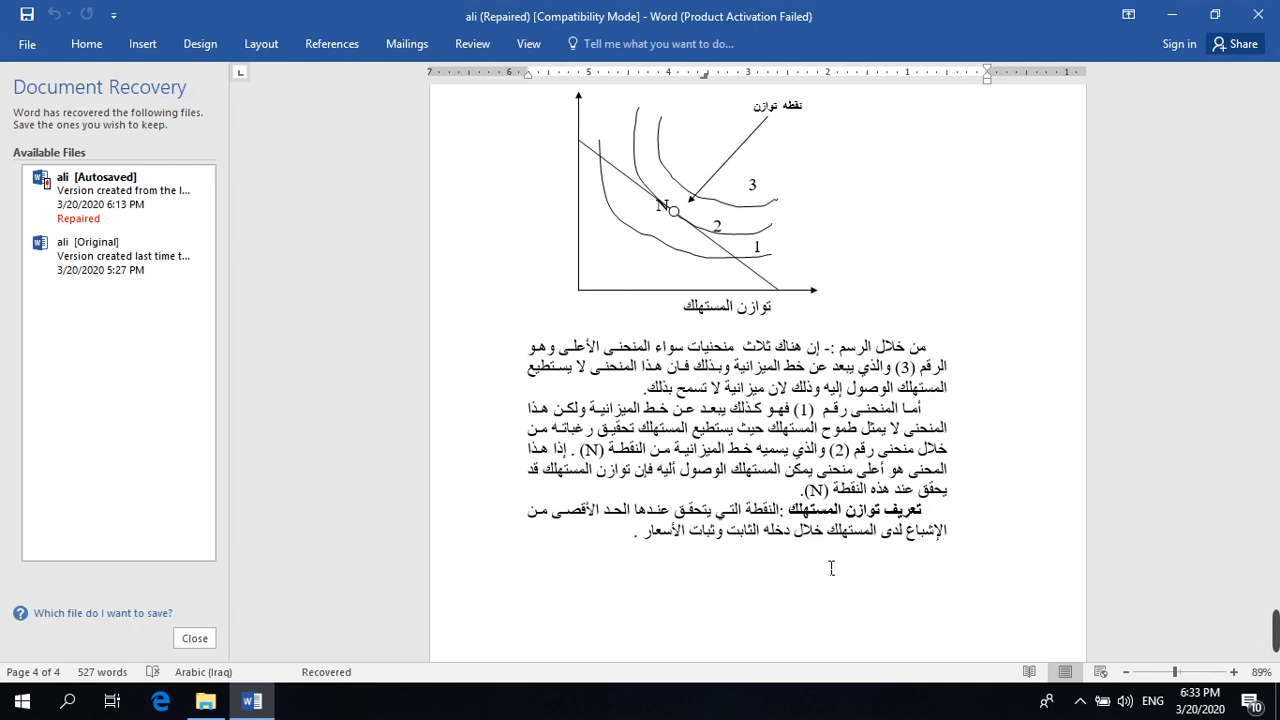 ali (Repaired) [Compatibility Mode] - Word (Product Activation Failed)
File Home Insert Design Layout References Mailings Review View Tell me what you want to do... Sign in Share
Document Recovery
Word has recovered the following files.
Save the ones you wish to keep.
Available Files
ali [Autosaved]
Version created from the l...
3/20/2020 6:13 PM
Repaired
ali [Original]
Version created last time t...
3/20/2020 5:27 PM
Which file do I want to save?
Close
7 6 5 4 3 2 1 1
نقطه توازن
3
N
2
1
توازن المستهلك
من خلال الرسم :- إن هناك ثلاث منحنيات سواء المنحنى الأعلى وهو
الرقم (3) والذي يبعد عن خط الميزانية وبذلك فان هذا المنحنى لا يستطيع
المستهلك الوصول إليه وذلك لان ميزانية لا تسمح بذلك.
أما المنحنى رقم (1) فهو كذلك يبعد عن خط الميزانية ولكن هذا
المنحنى لا يمثل طموح المستهلك حيث يستطيع المستهلك تحقيق رغباته من
خلال منحنى رقم (2) والذي يسميه خط الميزانية من النقطة (N) . إذا هذا
المحنى هو أعلى منحنى يمكن المستهلك الوصول أليه فإن توازن المستهلك قد
يحقق عند هذه النقطة (N).
تعريف توازن المستهلك :النقطة التي يتحقق عندها الحد الأقصى من
الإشباع لدى المستهلك خلال دخله الثابت وثبات الأسعار .
Page 4 of 4 527 words Arabic (Iraq) Recovered 89%
ENG 6:33 PM
3/20/2020 10